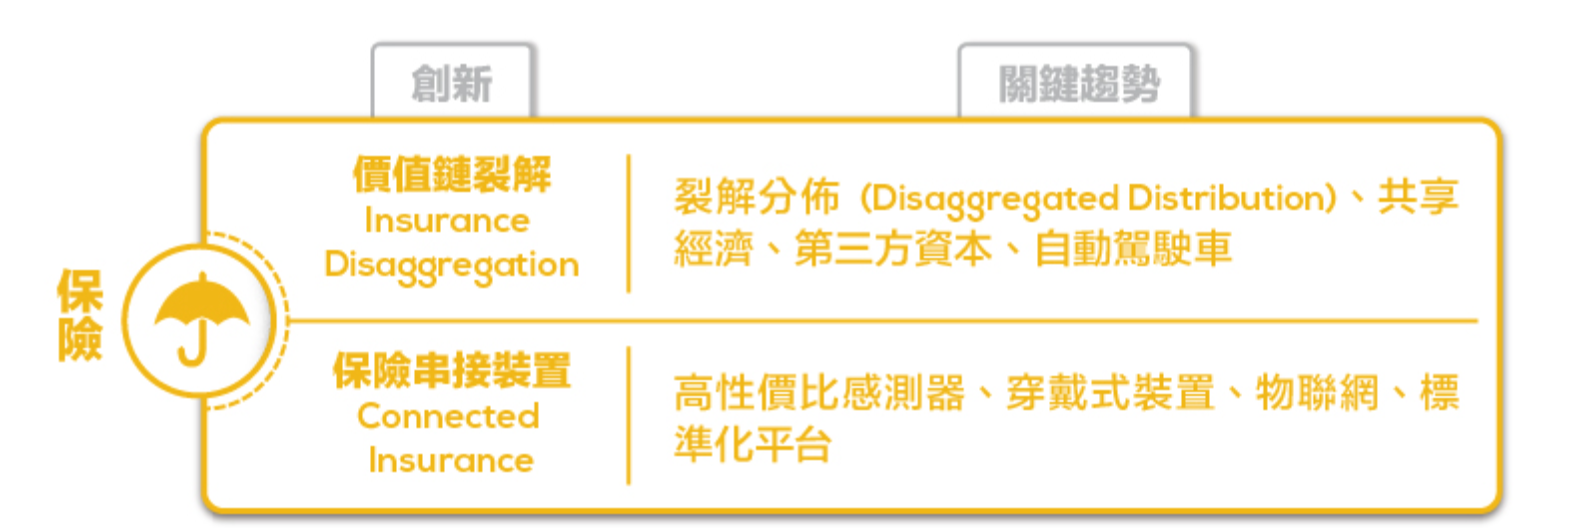 創新
關鍵趨勢
保險
價值鏈裂解
Insurance
Disaggregation
裂解分佈 (Disaggregated Distribution)、共享
經濟、第三方資本、自動駕駛車
保險串接裝置
Connected
Insurance
高性價比感測器、穿戴式裝置、物聯網、標
準化平台